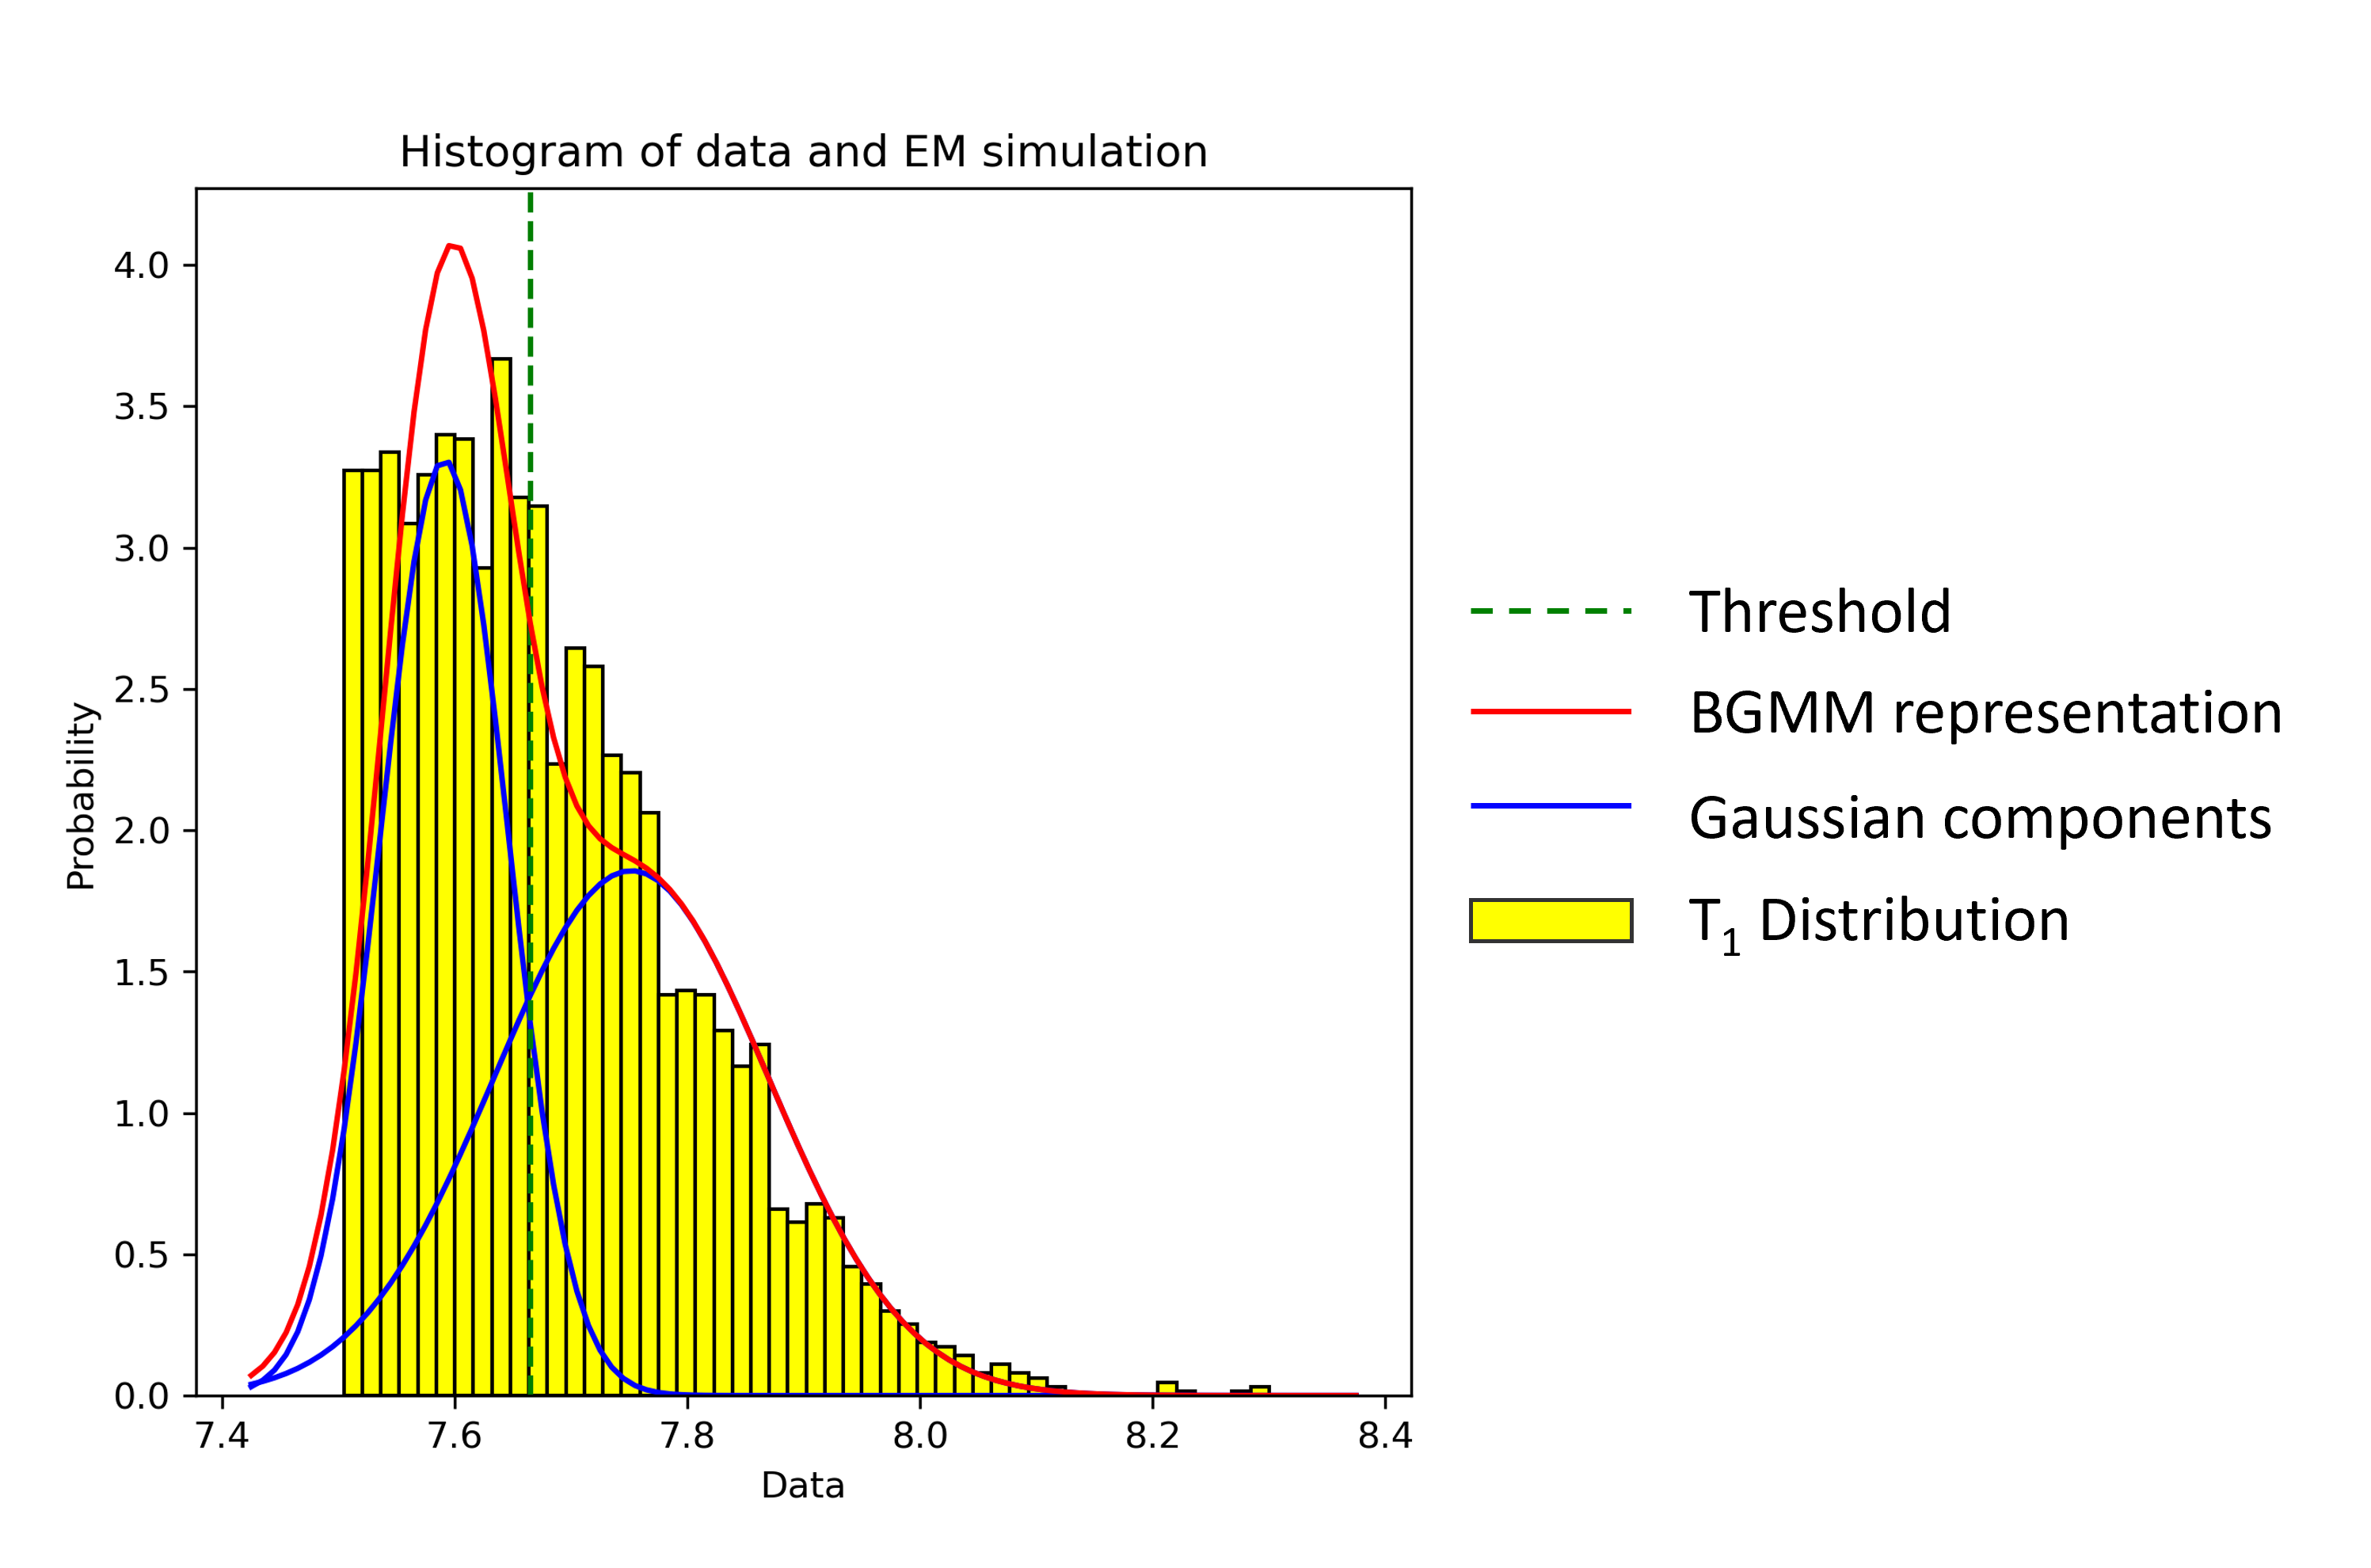 Histogram of data and EM simulation
4.0
3.5
3.0
2.5
2.0
1.5
1.0
0.5
0.0
Probability
7.4 7.6 7.8 8.0 8.2 8.4
Data
Threshold
BGMM representation
Gaussian components
T1 Distribution